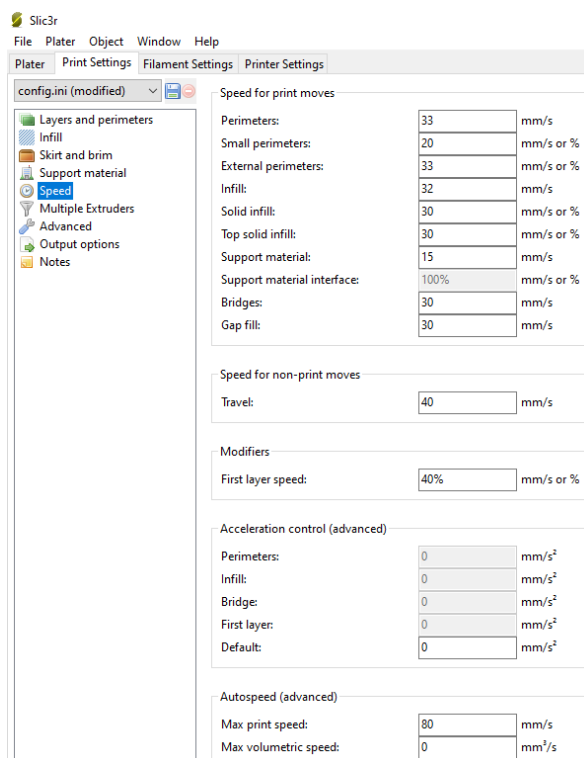 Slic3r
File Plater Object Window Help
Plater Print Settings Filament Settings Printer Settings
config.ini (modified)
Layers and perimeters
Infill
Skirt and brim
Support material
Speed
Multiple Extruders
Advanced
Output options
Notes
Speed for print moves
Perimeters: 33 mm/s
Small perimeters: 20 mm/s or %
External perimeters: 33 mm/s or %
Infill: 32 mm/s
Solid infill: 30 mm/s or %
Top solid infill: 30 mm/s or %
Support material: 15 mm/s
Support material interface: 100% mm/s or %
Bridges: 30 mm/s
Gap fill: 30 mm/s
Speed for non-print moves
Travel: 40 mm/s
Modifiers
First layer speed: 40% mm/s or %
Acceleration control (advanced)
Perimeters: 0 mm/s²
Infill: 0 mm/s²
Bridge: 0 mm/s²
First layer: 0 mm/s²
Default: 0 mm/s²
Autospeed (advanced)
Max print speed: 80 mm/s
Max volumetric speed: 0 mm³/s